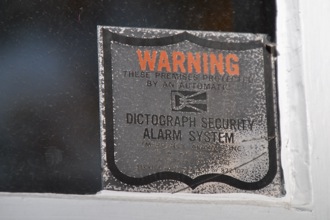 WARNING
THESE PREMISES PROTECTED
BY AN AUTOMATIC
DICTOGRAPH SECURITY
ALARM SYSTEM